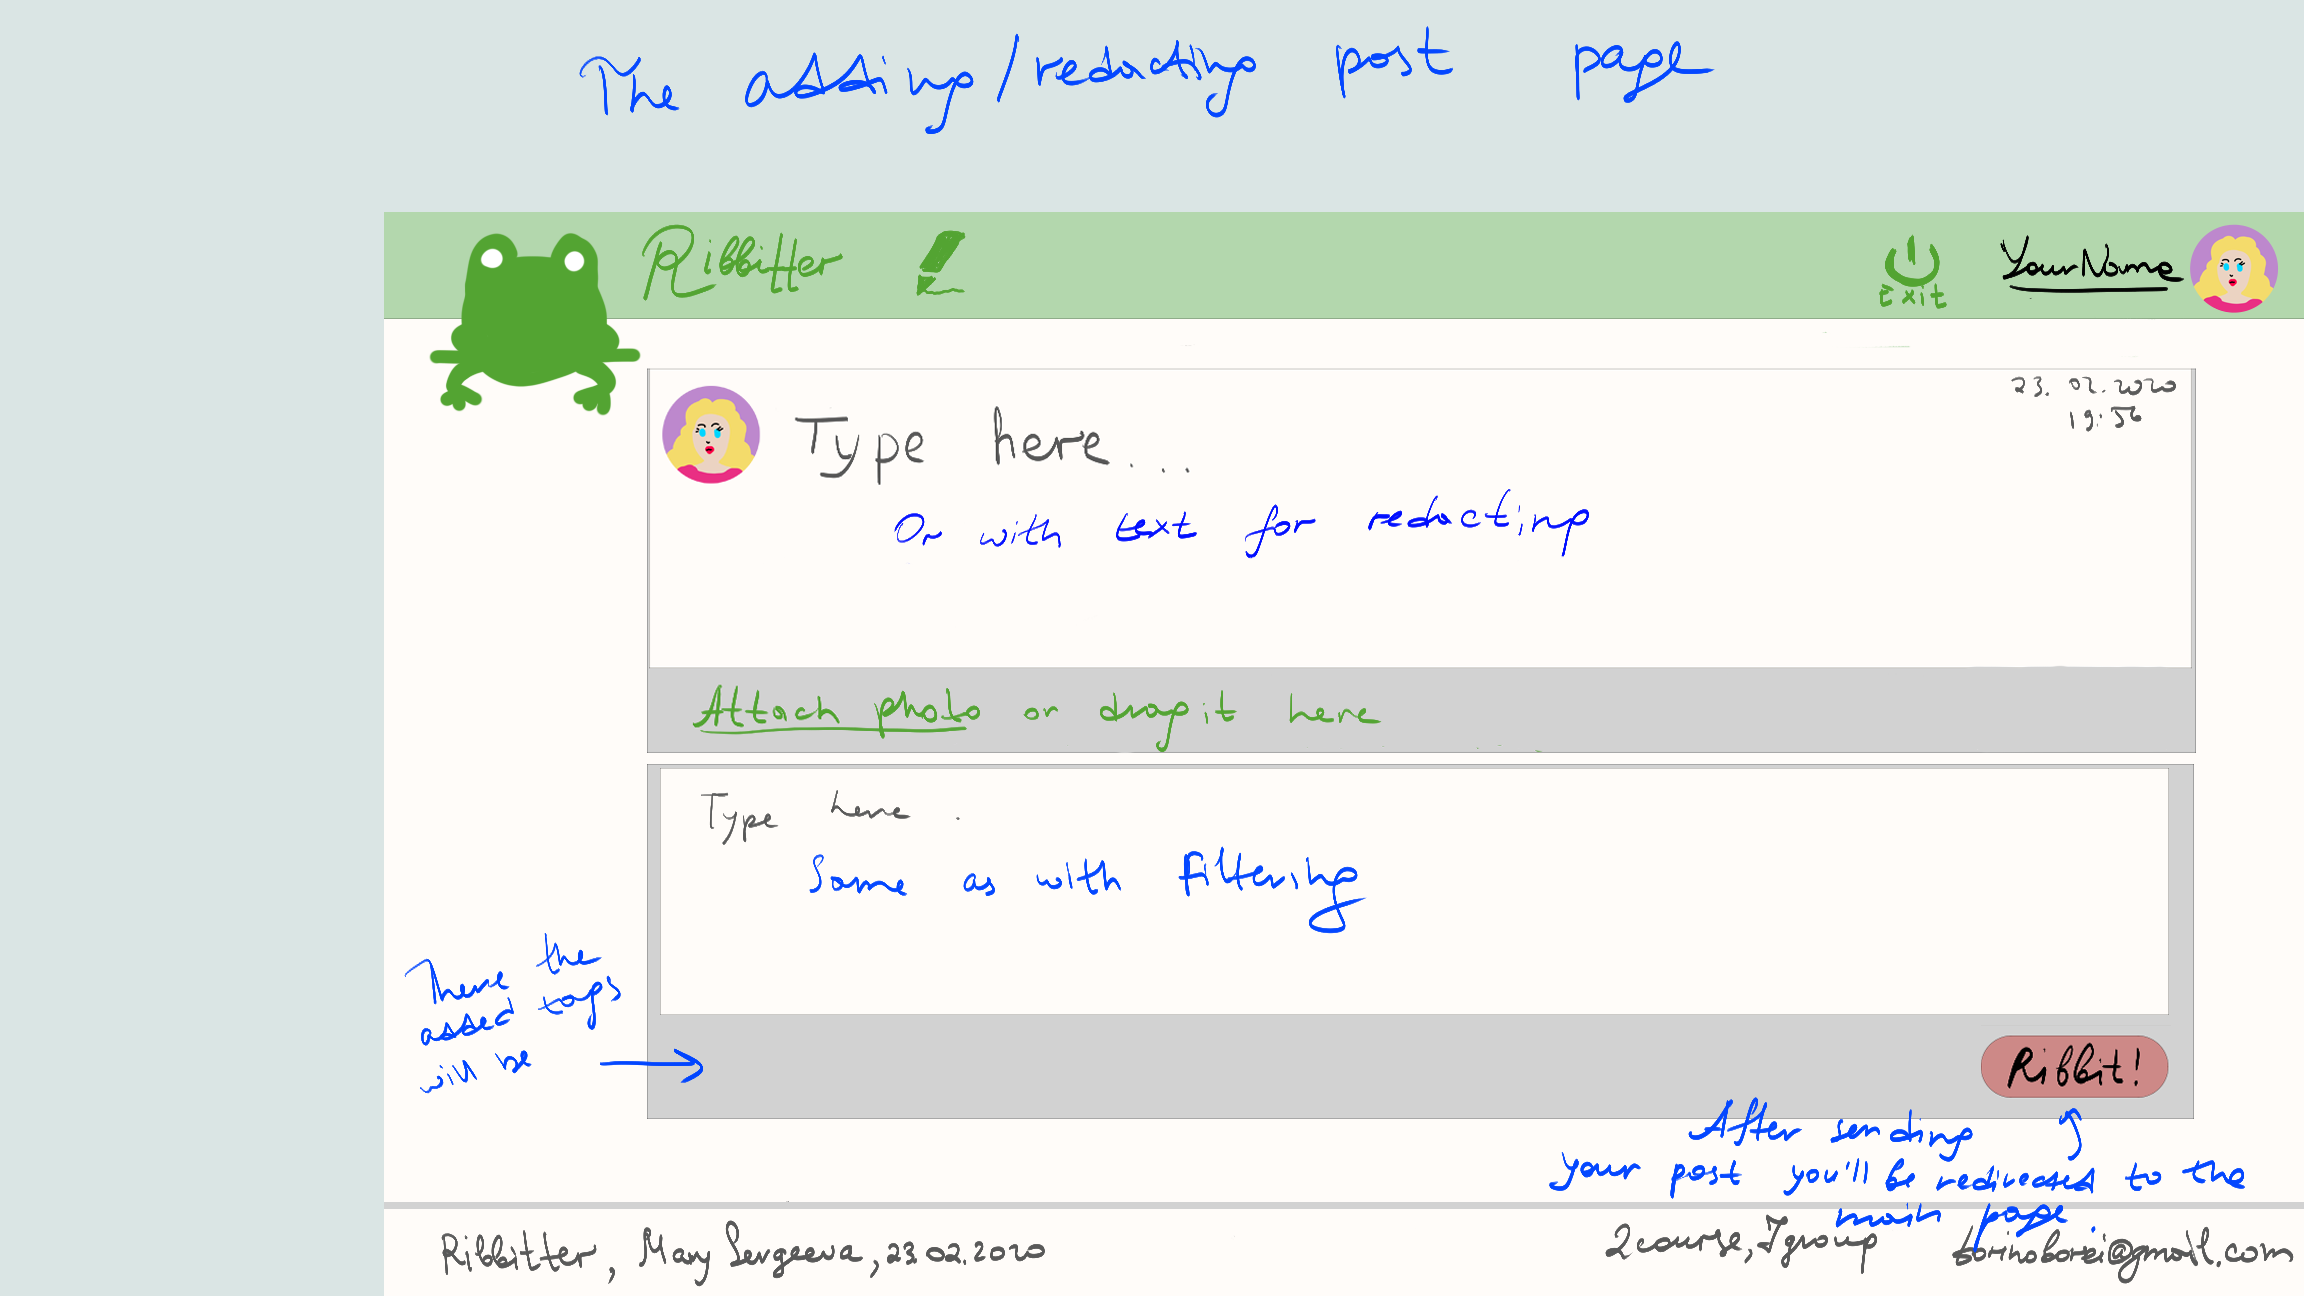 The adding/redacting post page
Ribbitter
Exit
YourName
23.02.2020
19:56
Type here...
Or with text for redacting
Attach photo or drag it here
Type here.
Same as with filtering
There the
added tags
will be
Ribbit!
After sending
your post you'll be redirected to the
main page.
Ribbitter, Mary Sergeeva, 23.02.2020
2course, 7group
@gmail.com